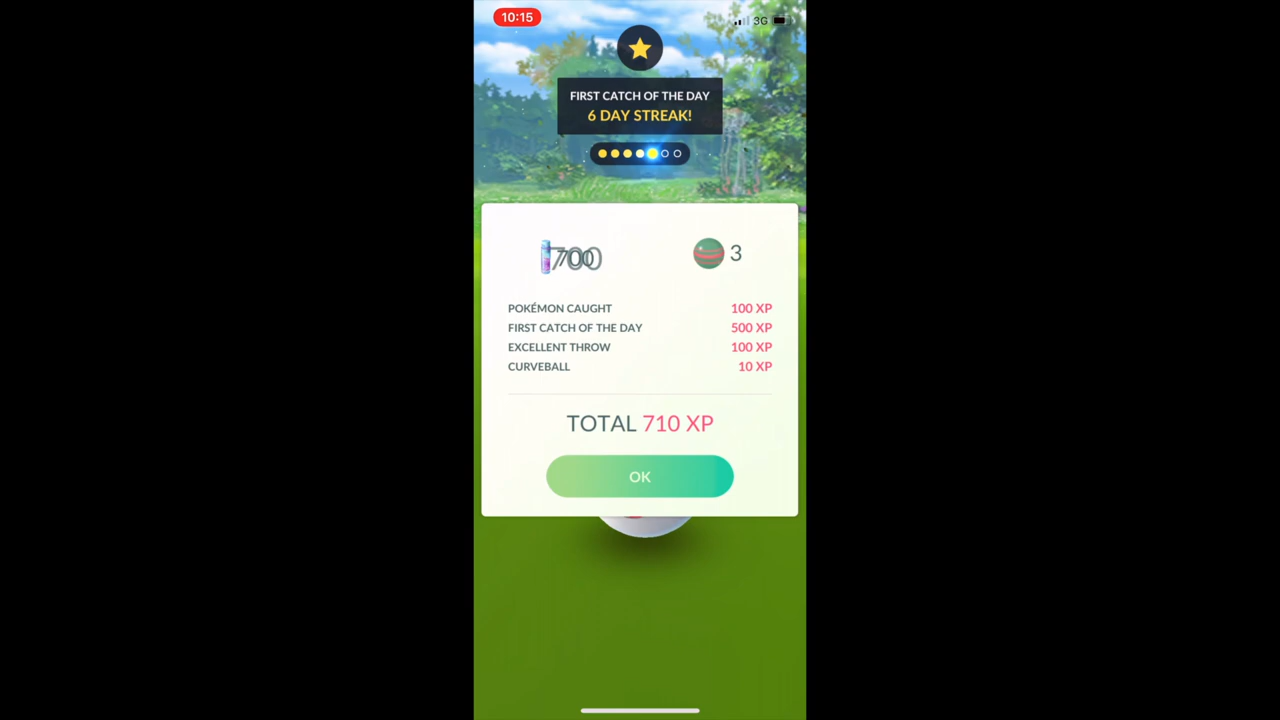 10:15
3G
FIRST CATCH OF THE DAY
6 DAY STREAK!
700
3
POKÉMON CAUGHT 100 XP
FIRST CATCH OF THE DAY 500 XP
EXCELLENT THROW 100 XP
CURVEBALL 10 XP
TOTAL 710 XP
OK